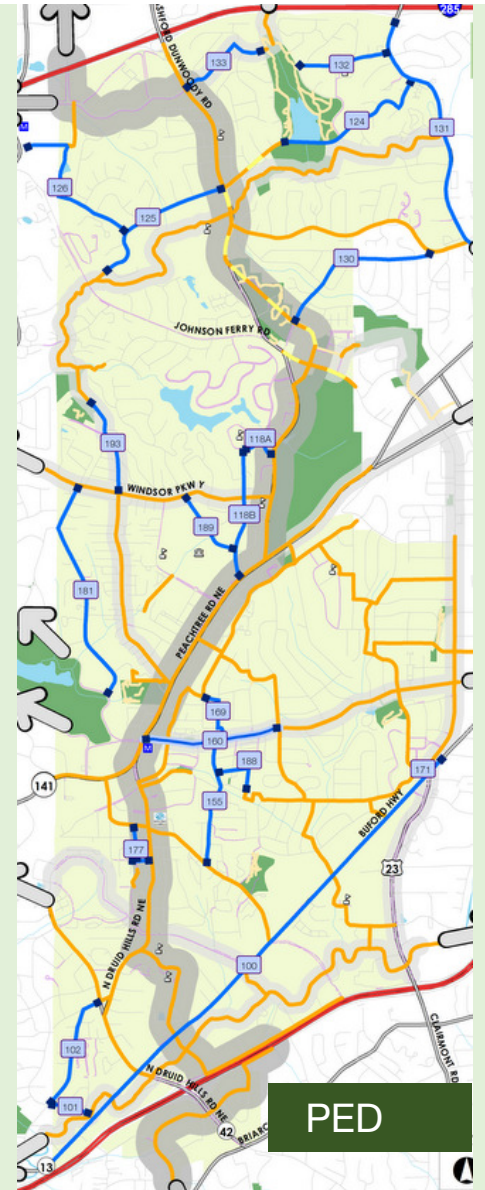 285
ASHFORD DUNWOODY RD
133
132
124
131
M
126
125
130
JOHNSON FERRY RD
118A
193
WINDSOR PKWY
118B
189
181
PEACHTREE RD NE
169
160
M
188
171
141
155
BUFORD HWY
177
23
N DRUID HILLS RD NE
100
102
CLAIRMONT RD
N DRUID HILLS RD NE
101
PED
42
BRIARC
13